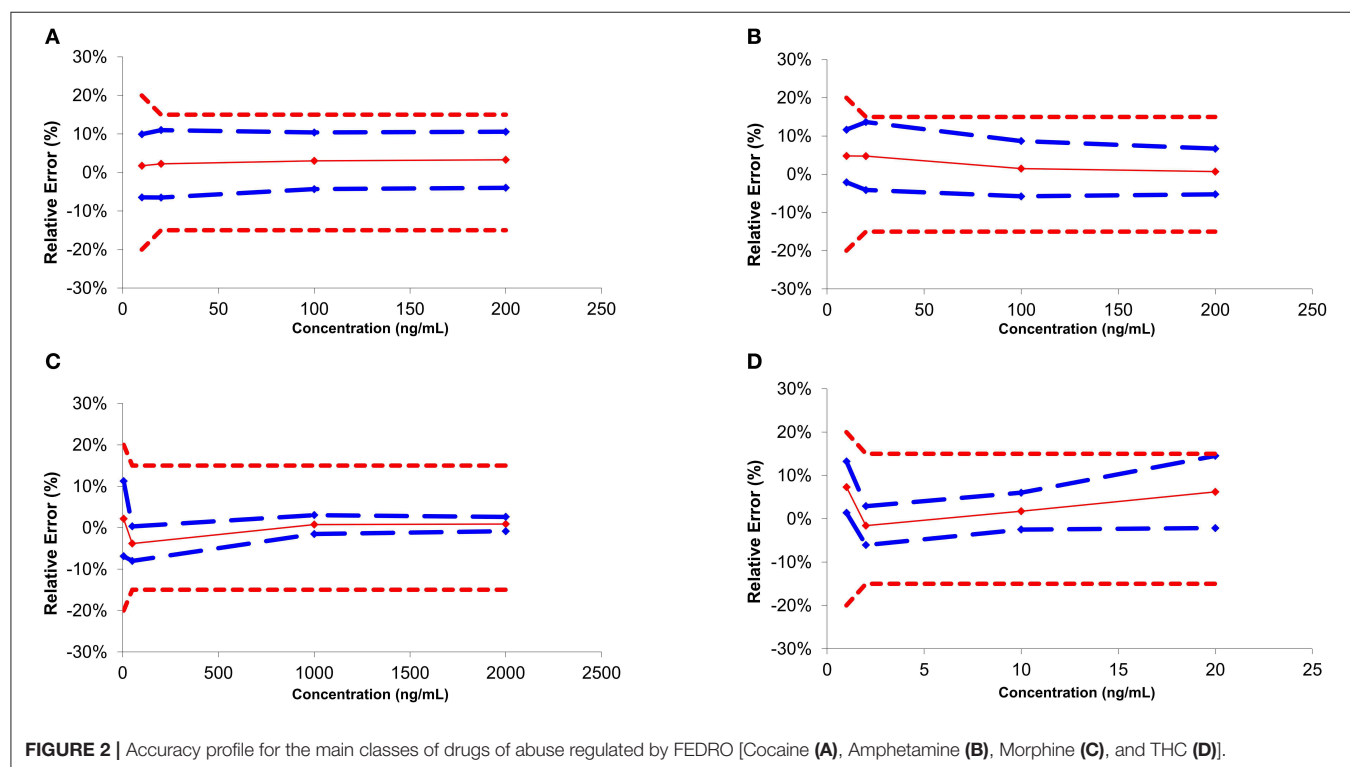 A
30%
20%
10%
0%
-10%
-20%
-30%
Relative Error (%)
0 50 100 150 200 250
Concentration (ng/mL)
B
30%
20%
10%
0%
-10%
-20%
-30%
Relative Error (%)
0 50 100 150 200 250
Concentration (ng/mL)
C
30%
20%
10%
0%
-10%
-20%
-30%
Relative Error (%)
0 500 1000 1500 2000 2500
Concentration (ng/mL)
D
30%
20%
10%
0%
-10%
-20%
-30%
Relative Error (%)
0 5 10 15 20 25
Concentration (ng/mL)
FIGURE 2 | Accuracy profile for the main classes of drugs of abuse regulated by FEDRO [Cocaine (A), Amphetamine (B), Morphine (C), and THC (D)].